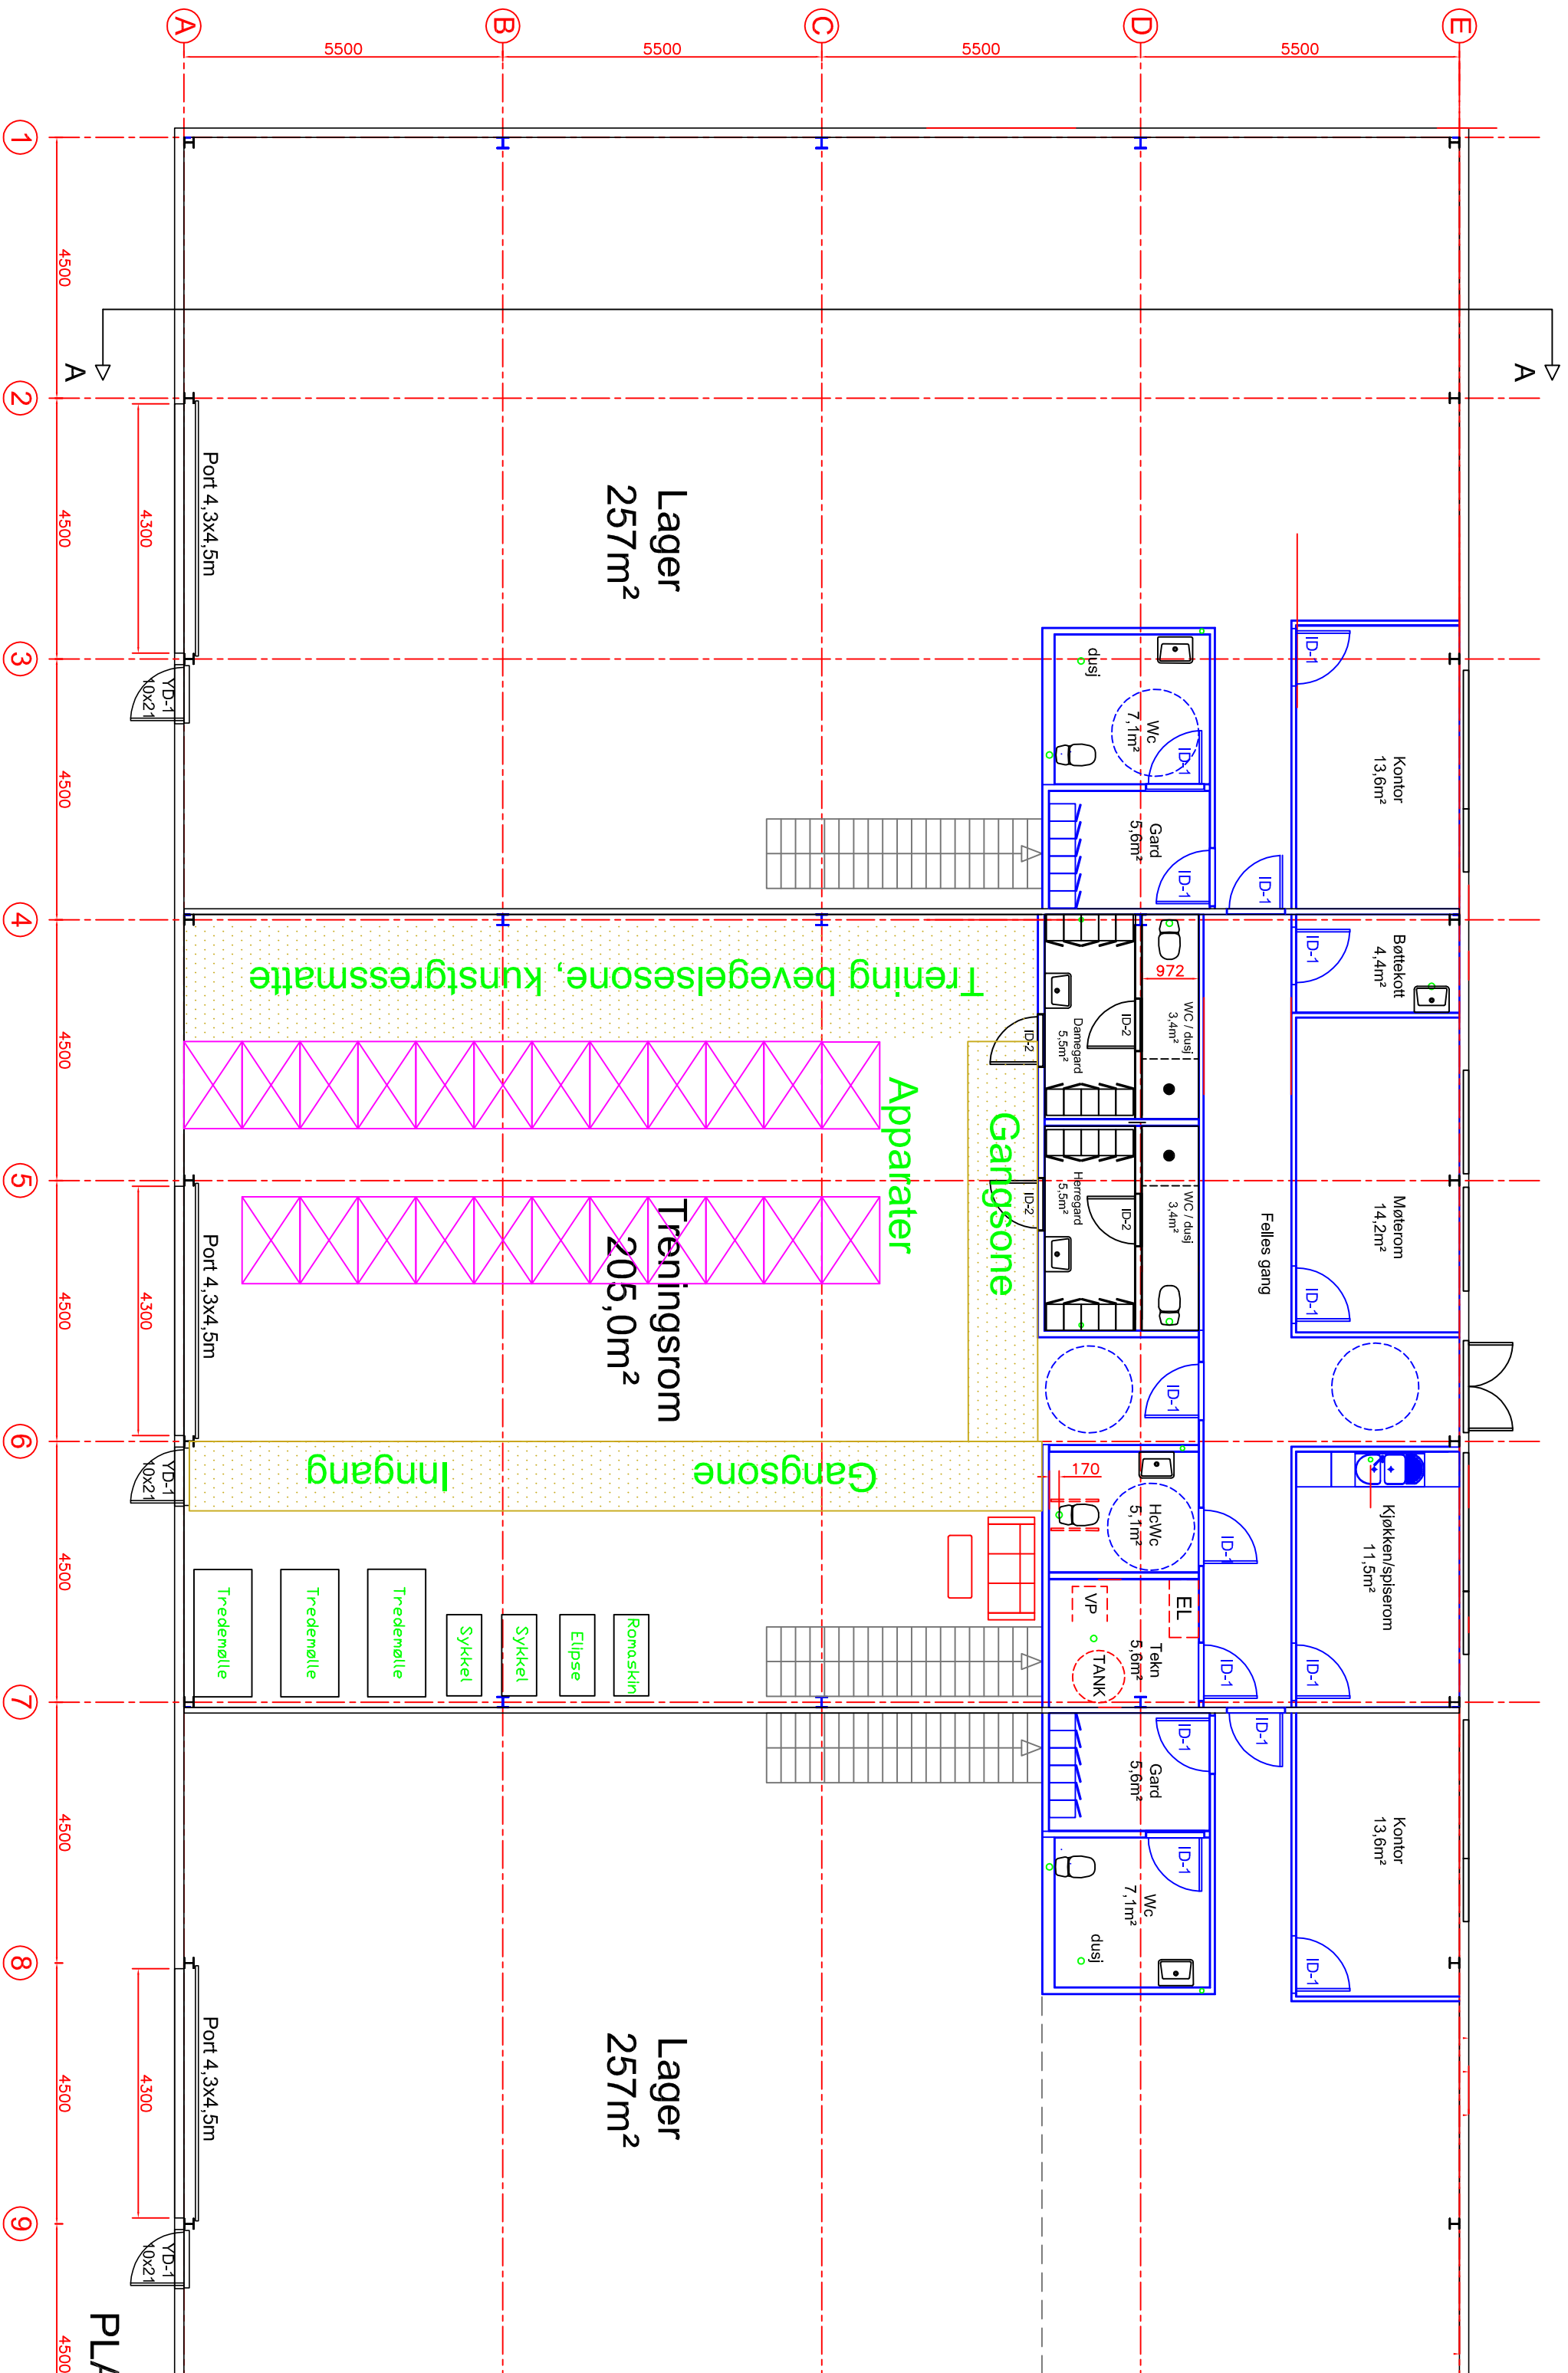 A
B
C
D
E
5500
5500
5500
5500
1
2
3
4
5
6
7
8
9
4500
4500
4500
4500
4500
4500
4500
4500
4500
A
A
4300
4300
4300
Port 4,3x4,5m
YD-1
10x21
Port 4,3x4,5m
YD-1
10x21
Port 4,3x4,5m
YD-1
10x21
Lager
257m²
dusj
Wc
7,1m²
ID-1
Gard
5,6m²
ID-1
ID-1
ID-1
Kontor
13,6m²
Bøttekott
4,4m²
ID-1
Møterom
14,2m²
ID-1
Felles gang
972
WC / dusj
3,4m²
WC / dusj
3,4m²
Damegard
5,5m²
ID-2
ID-2
Herregard
5,5m²
ID-2
ID-2
ID-1
Trening bevegelsesone, kunstgressmatte
Apparater
Gangsone
Treningsrom
205,0m²
Inngang
Gangsone
170
HcWc
5,1m²
ID-1
Kjøkken/spiserom
11,5m²
ID-1
VP
EL
Tekn
5,6m²
TANK
ID-1
Tredemølle
Tredemølle
Tredemølle
Sykkel
Sykkel
Elipse
Romaskin
Gard
5,6m²
ID-1
ID-1
Wc
7,1m²
ID-1
dusj
Kontor
13,6m²
ID-1
Lager
257m²
PLA